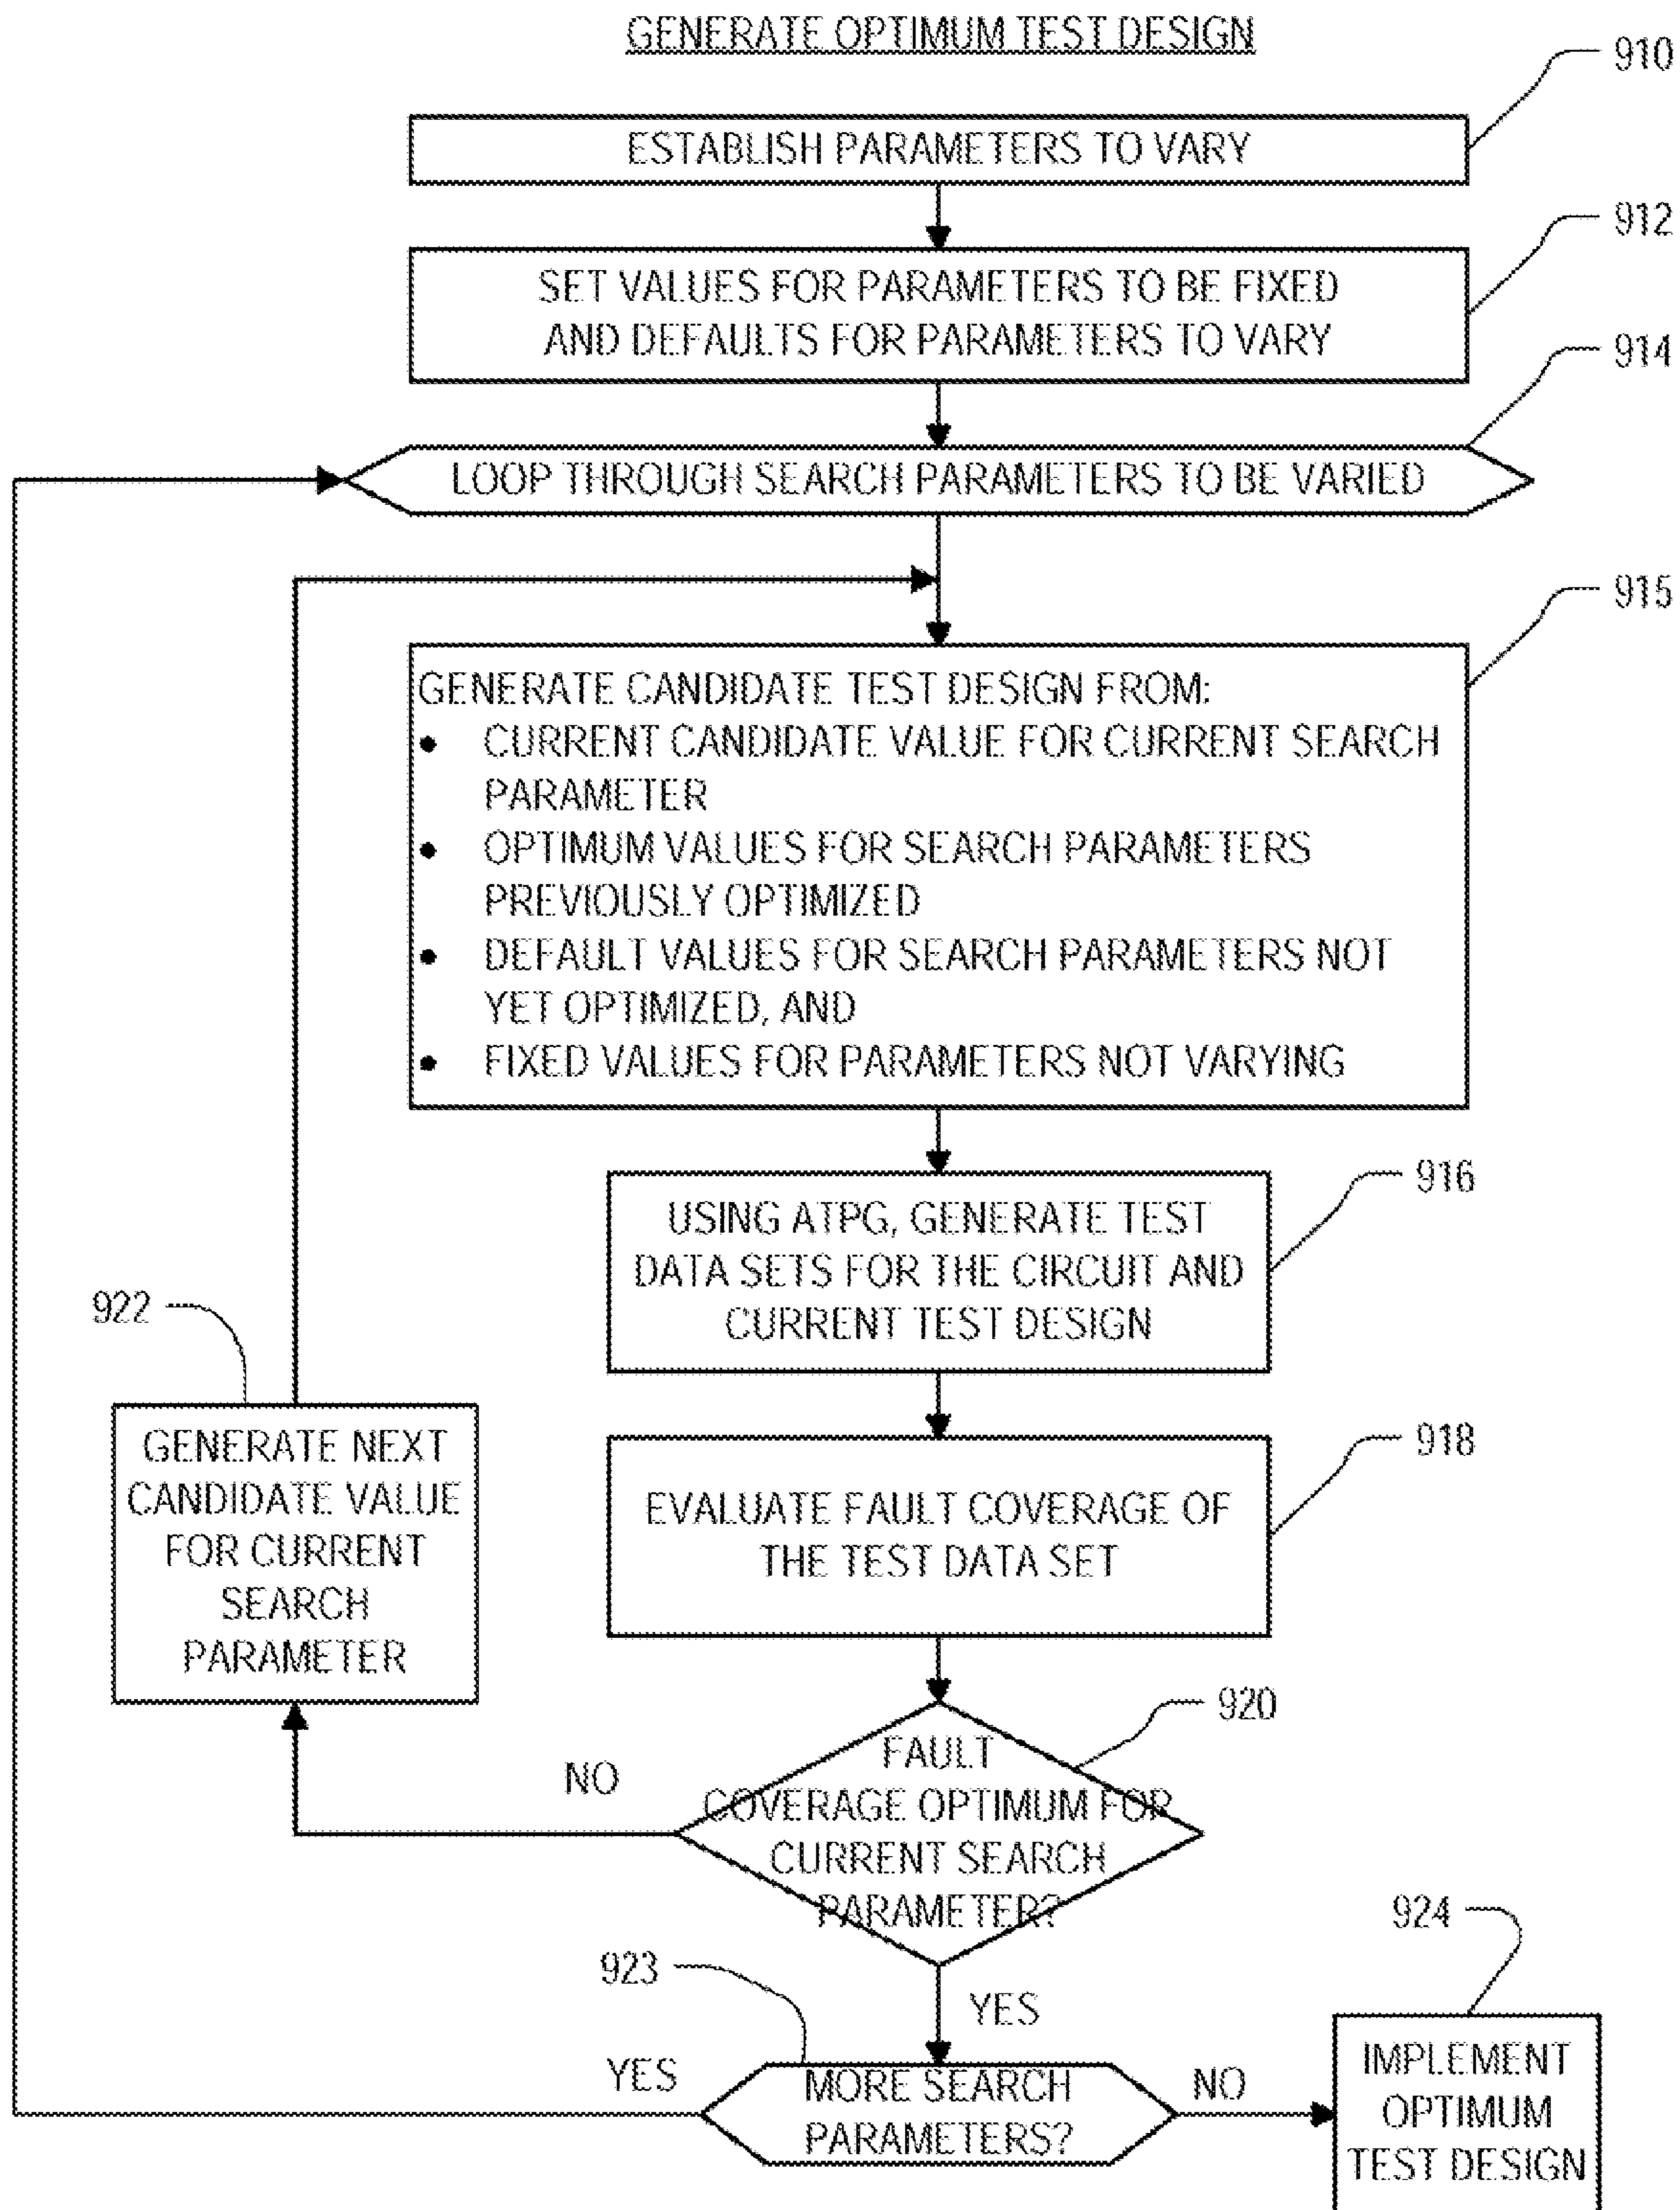 GENERATE OPTIMUM TEST DESIGN
910
ESTABLISH PARAMETERS TO VARY
912
SET VALUES FOR PARAMETERS TO BE FIXED
AND DEFAULTS FOR PARAMETERS TO VARY
914
LOOP THROUGH SEARCH PARAMETERS TO BE VARIED
915
GENERATE CANDIDATE TEST DESIGN FROM:
• CURRENT CANDIDATE VALUE FOR CURRENT SEARCH
PARAMETER
• OPTIMUM VALUES FOR SEARCH PARAMETERS
PREVIOUSLY OPTIMIZED
• DEFAULT VALUES FOR SEARCH PARAMETERS NOT
YET OPTIMIZED, AND
• FIXED VALUES FOR PARAMETERS NOT VARYING
916
USING ATPG, GENERATE TEST
DATA SETS FOR THE CIRCUIT AND
CURRENT TEST DESIGN
922
GENERATE NEXT
CANDIDATE VALUE
FOR CURRENT
SEARCH
PARAMETER
918
EVALUATE FAULT COVERAGE OF
THE TEST DATA SET
920
FAULT
COVERAGE OPTIMUM FOR
CURRENT SEARCH
PARAMETER?
NO
YES
923
MORE SEARCH
PARAMETERS?
YES
NO
924
IMPLEMENT
OPTIMUM
TEST DESIGN